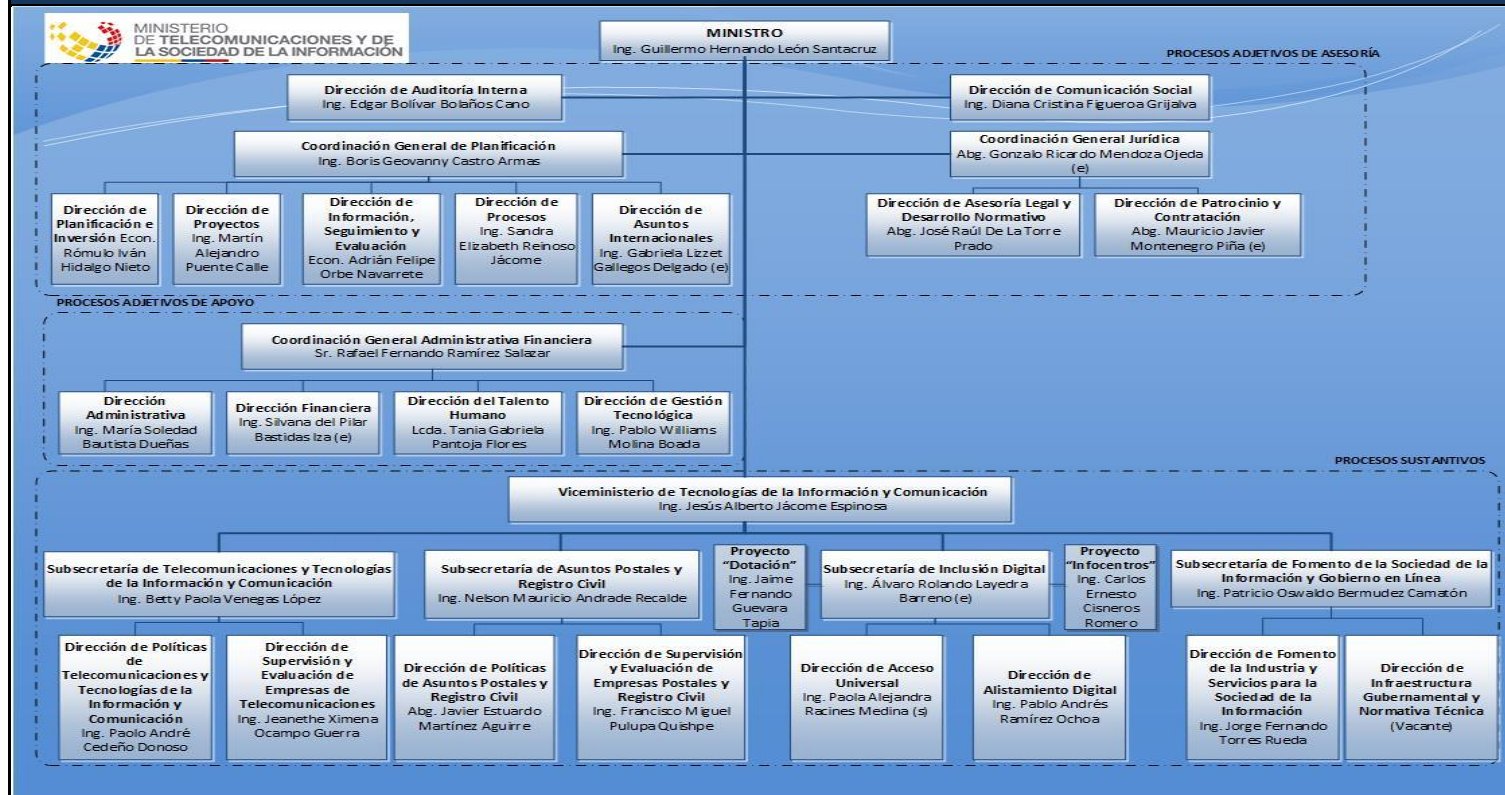 MINISTERIO
DE TELECOMUNICACIONES Y DE
LA SOCIEDAD DE LA INFORMACIÓN
MINISTRO
Ing. Guillermo Hernando León Santacruz
PROCESOS ADJETIVOS DE ASESORÍA
Dirección de Auditoría Interna
Ing. Edgar Bolívar Bolaños Cano
Dirección de Comunicación Social
Ing. Diana Cristina Figueroa Grijalva
Coordinación General de Planificación
Ing. Boris Geovanny Castro Armas
Coordinación General Jurídica
Abg. Gonzalo Ricardo Mendoza Ojeda
(e)
Dirección de
Planificación e
Inversión Econ.
Rómulo Iván
Hidalgo Nieto
Dirección de
Proyectos
Ing. Martín
Alejandro
Puente Calle
Dirección de
Información,
Seguimiento y
Evaluación
Econ. Adrián Felipe
Orbe Navarrete
Dirección de
Procesos
Ing. Sandra
Elizabeth Reinoso
Jácome
Dirección de
Asuntos
Internacionales
Ing. Gabriela Lizzet
Gallegos Delgado (e)
Dirección de Asesoría Legal y
Desarrollo Normativo
Abg. José Raúl De La Torre
Prado
Dirección de Patrocinio y
Contratación
Abg. Mauricio Javier
Montenegro Piña (e)
PROCESOS ADJETIVOS DE APOYO
Coordinación General Administrativa Financiera
Sr. Rafael Fernando Ramírez Salazar
Dirección
Administrativa
Ing. María Soledad
Bautista Dueñas
Dirección Financiera
Ing. Silvana del Pilar
Bastidas Iza (e)
Dirección del Talento
Humano
Lcda. Tania Gabriela
Pantoja Flores
Dirección de Gestión
Tecnológica
Ing. Pablo Williams
Molina Boada
PROCESOS SUSTANTIVOS
Viceministerio de Tecnologías de la Información y Comunicación
Ing. Jesús Alberto Jácome Espinosa
Subsecretaría de Telecomunicaciones y Tecnologías
de la Información y Comunicación
Ing. Betty Paola Venegas López
Subsecretaría de Asuntos Postales y
Registro Civil
Ing. Nelson Mauricio Andrade Recalde
Proyecto
"Dotación"
Ing. Jaime
Fernando
Guevara
Tapia
Subsecretaría de Inclusión Digital
Ing. Álvaro Rolando Layedra
Barreno (e)
Proyecto
"Infocentros"
Ing. Carlos
Ernesto
Cisneros
Romero
Subsecretaría de Fomento de la Sociedad de la
Información y Gobierno en Línea
Ing. Patricio Oswaldo Bermudez Camatón
Dirección de Políticas
de
Telecomunicaciones y
Tecnologías de la
Información y
Comunicación
Ing. Paolo André
Cedeño Donoso
Dirección de
Supervisión y
Evaluación de
Empresas de
Telecomunicaciones
Ing. Jeanethe Ximena
Ocampo Guerra
Dirección de Políticas
de Asuntos Postales y
Registro Civil
Abg. Javier Estuardo
Martínez Aguirre
Dirección de Supervisión
y Evaluación de
Empresas Postales y
Registro Civil
Ing. Francisco Miguel
Pulupa Quishpe
Dirección de Acceso
Universal
Ing. Paola Alejandra
Racines Medina (s)
Dirección de
Alistamiento Digital
Ing. Pablo Andrés
Ramírez Ochoa
Dirección de Fomento
de la Industria y
Servicios para la
Sociedad de la
Información
Ing. Jorge Fernando
Torres Rueda
Dirección de
Infraestructura
Gubernamental y
Normativa Técnica
(Vacante)